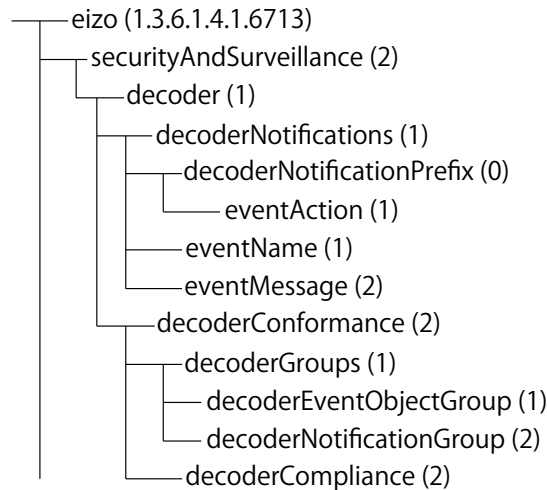 eizo (1.3.6.1.4.1.6713)
securityAndSurveillance (2)
decoder (1)
decoderNotifications (1)
decoderNotificationPrefix (0)
eventAction (1)
eventName (1)
eventMessage (2)
decoderConformance (2)
decoderGroups (1)
decoderEventObjectGroup (1)
decoderNotificationGroup (2)
decoderCompliance (2)